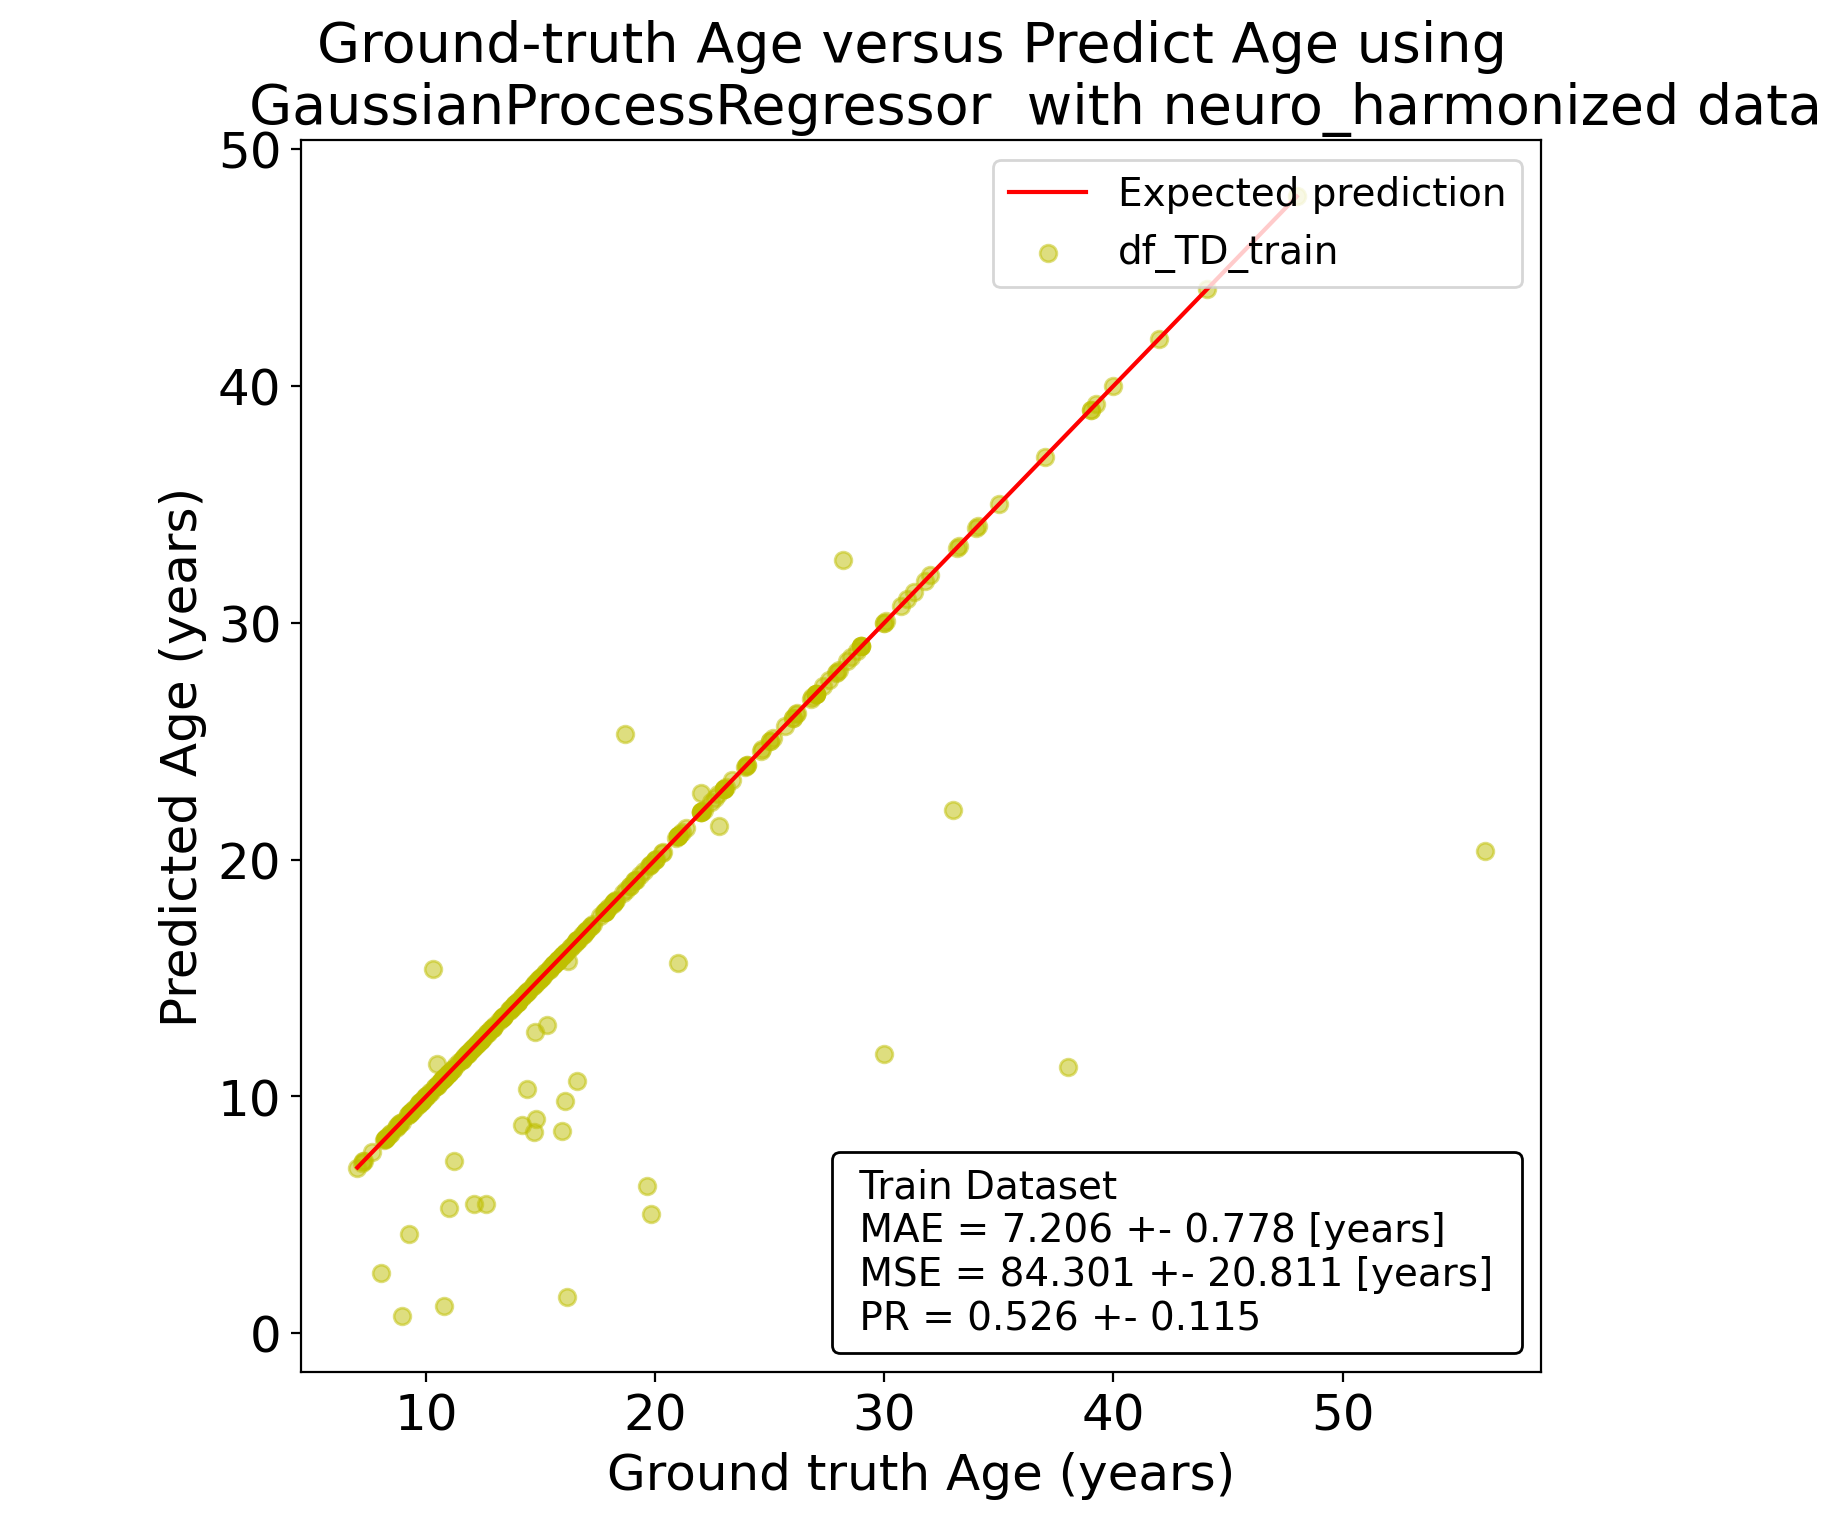 Ground-truth Age versus Predict Age using
GaussianProcessRegressor  with neuro_harmonized data
50
40
30
20
10
0
Predicted Age (years)
Expected prediction
df_TD_train
Train Dataset
MAE = 7.206 +- 0.778 [years]
MSE = 84.301 +- 20.811 [years]
PR = 0.526 +- 0.115
10 20 30 40 50
Ground truth Age (years)